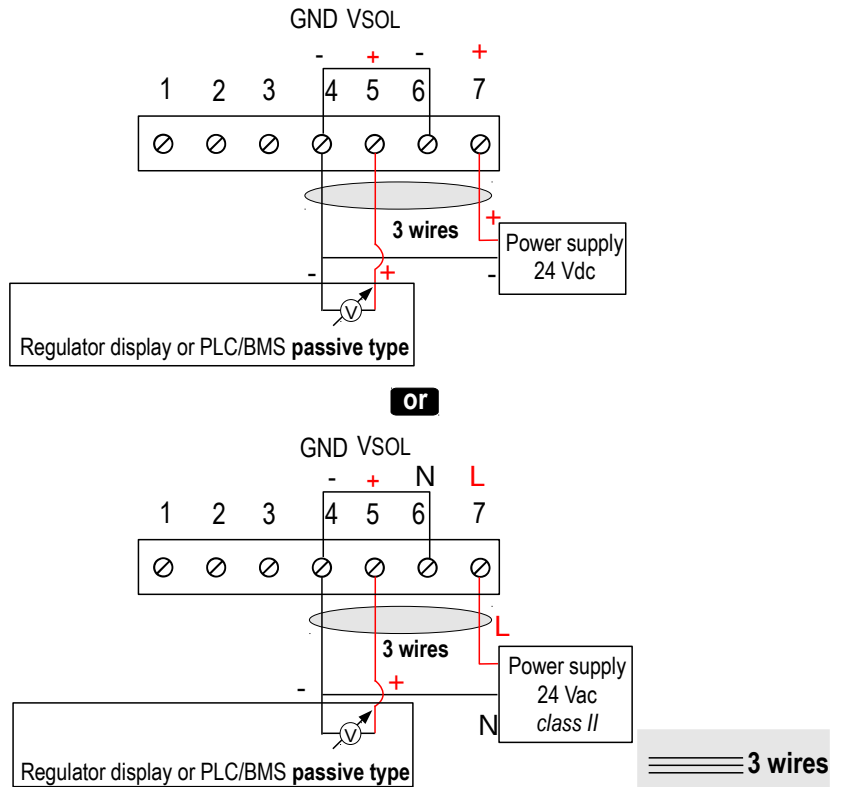 GND VSOL
- + - +
1 2 3 4 5 6 7
3 wires
+
Power supply
24 Vdc
- + -
V
Regulator display or PLC/BMS passive type
or
GND VSOL
- + N L
1 2 3 4 5 6 7
L
3 wires
Power supply
24 Vac
class II
- +
N
V
Regulator display or PLC/BMS passive type
3 wires